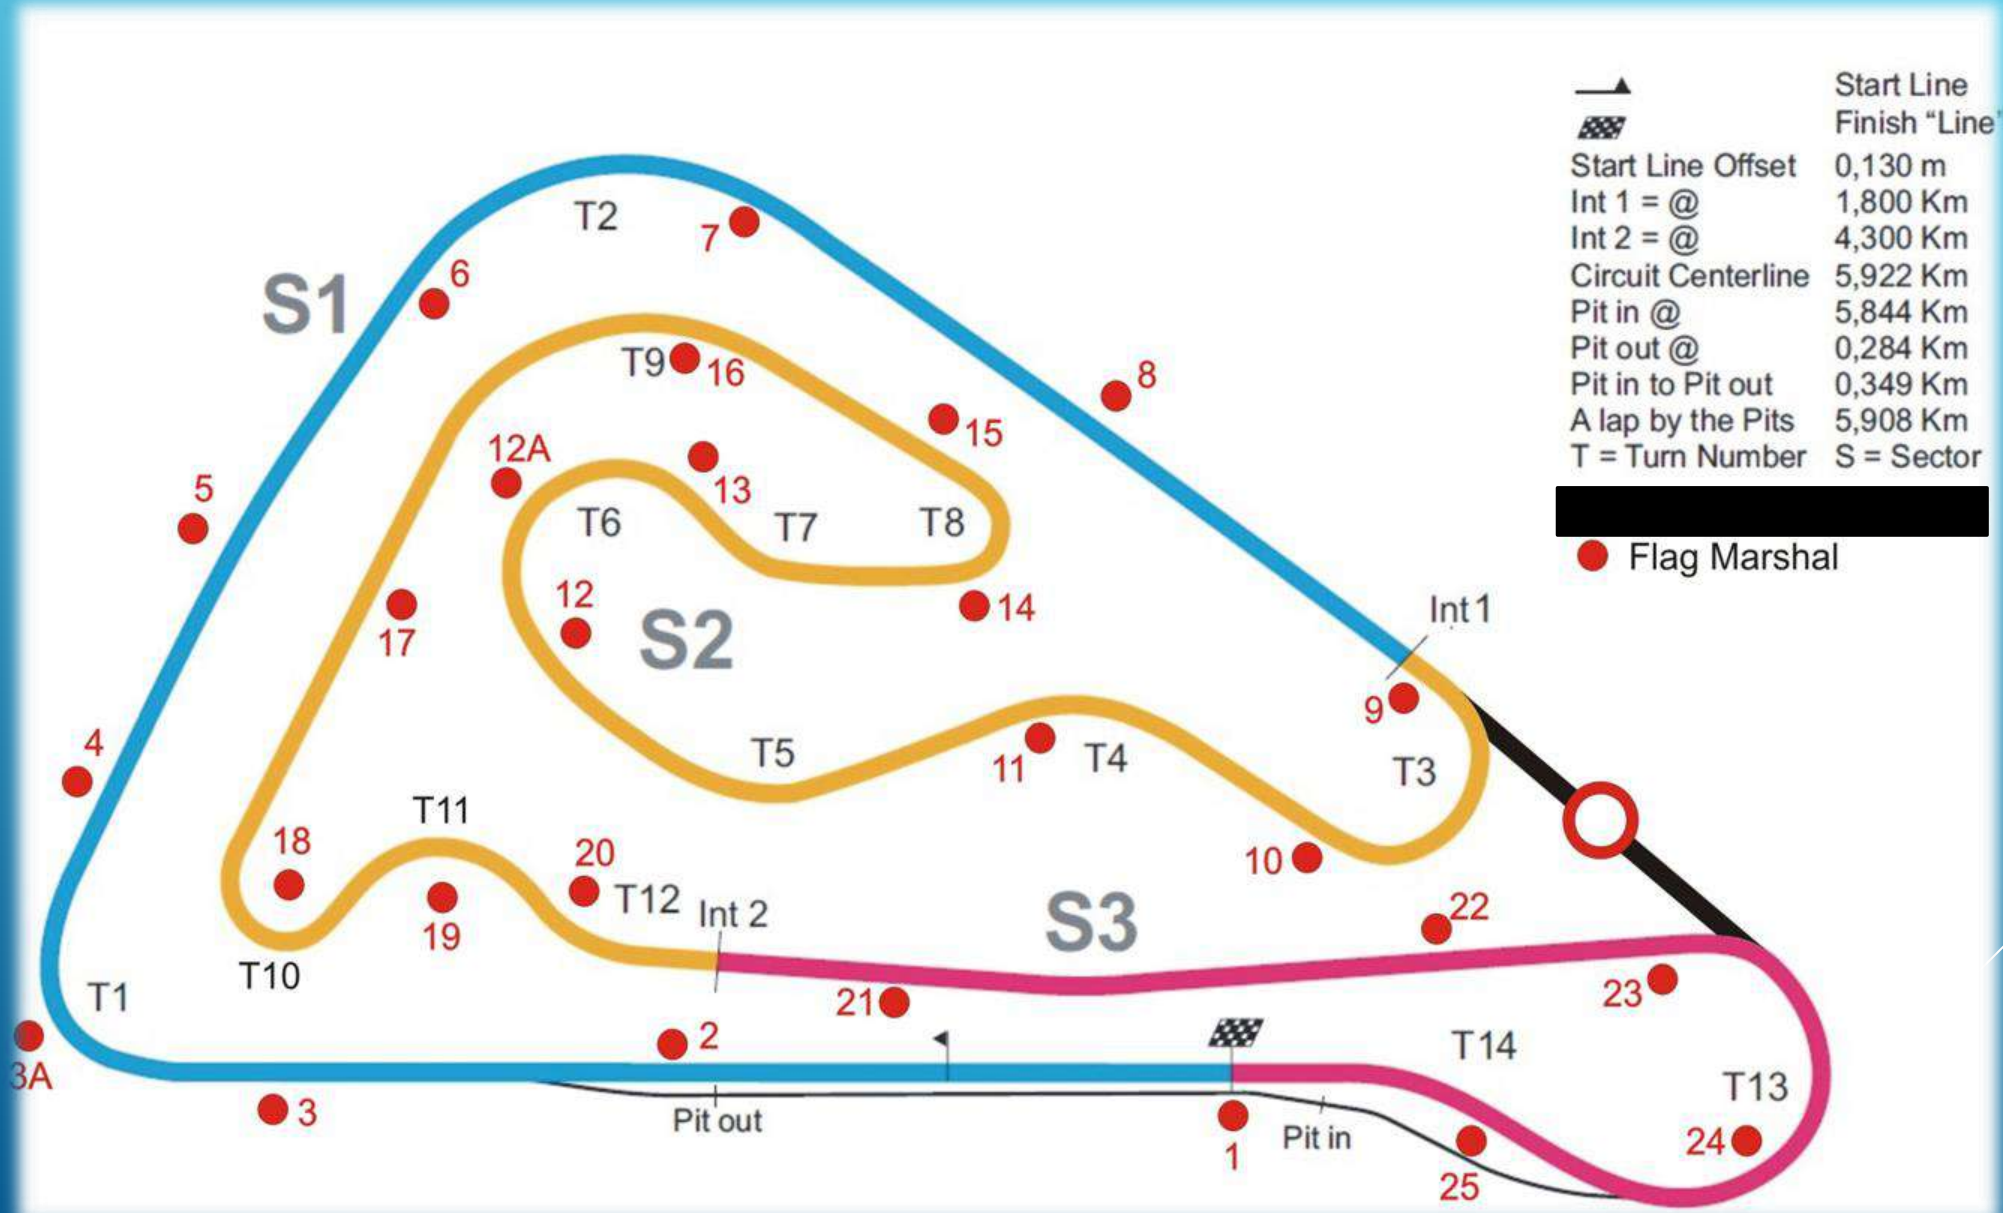 Start Line
Finish “Line”
Start Line Offset 0,130 m
Int 1 = @ 1,800 Km
Int 2 = @ 4,300 Km
Circuit Centerline 5,922 Km
Pit in @ 5,844 Km
Pit out @ 0,284 Km
Pit in to Pit out 0,349 Km
A lap by the Pits 5,908 Km
T = Turn Number S = Sector
Flag Marshal
T2
7
6
S1
8
T9
16
15
12A
13
5
T6
T7
T8
12
14
Int 1
17
S2
9
4
T5
11
T4
T3
T11
18
20
10
T12
Int 2
S3
22
19
T10
T1
21
23
2
T14
3A
T13
3
Pit out
1
Pit in
24
25